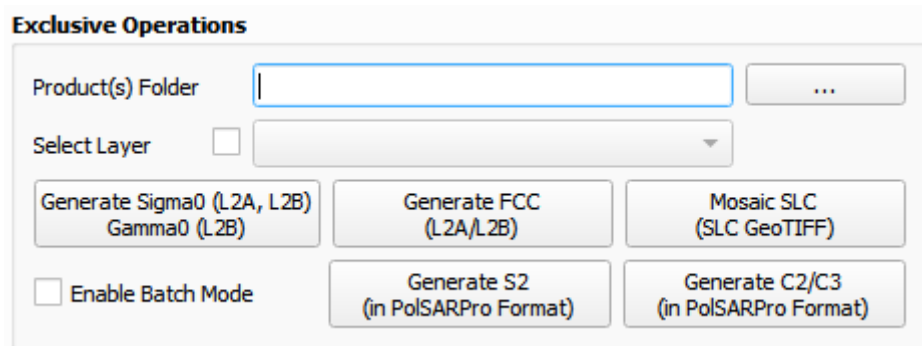 Exclusive Operations
Product(s) Folder
...
Select Layer
Generate Sigma0 (L2A, L2B)
Gamma0 (L2B)
Generate FCC
(L2A/L2B)
Mosaic SLC
(SLC GeoTIFF)
Enable Batch Mode
Generate S2
(in PolSARPro Format)
Generate C2/C3
(in PolSARPro Format)